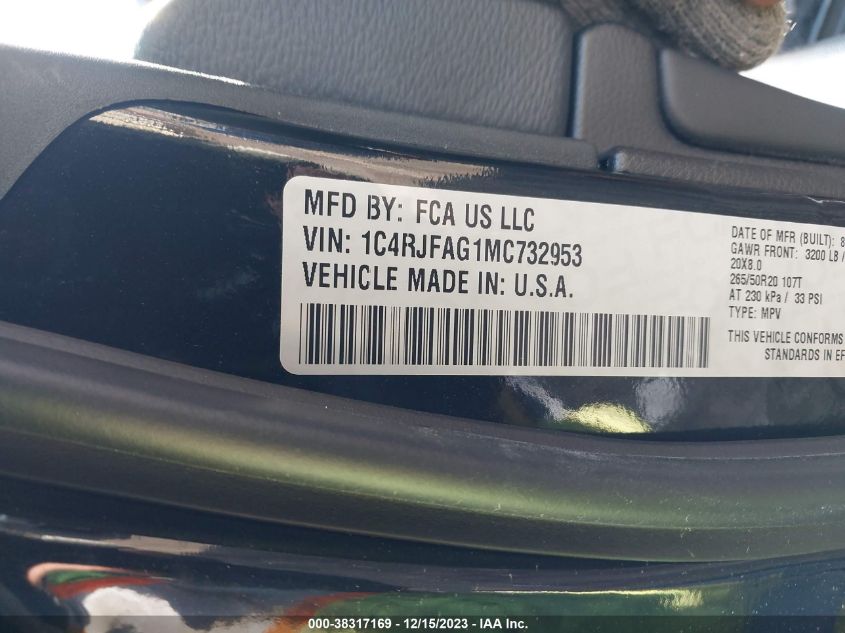 MFD BY: FCA US LLC
VIN: 1C4RJFAG1MC732953
VEHICLE MADE IN: U.S.A.
DATE OF MFR (BUILT): 8
GAWR FRONT: 3200 LB /
20X8.0
265/50R20 107T
AT 230 kPa / 33 PSI
TYPE: MPV
THIS VEHICLE CONFORMS
STANDARDS IN EF
000-38317169 - 12/15/2023 - IAA Inc.